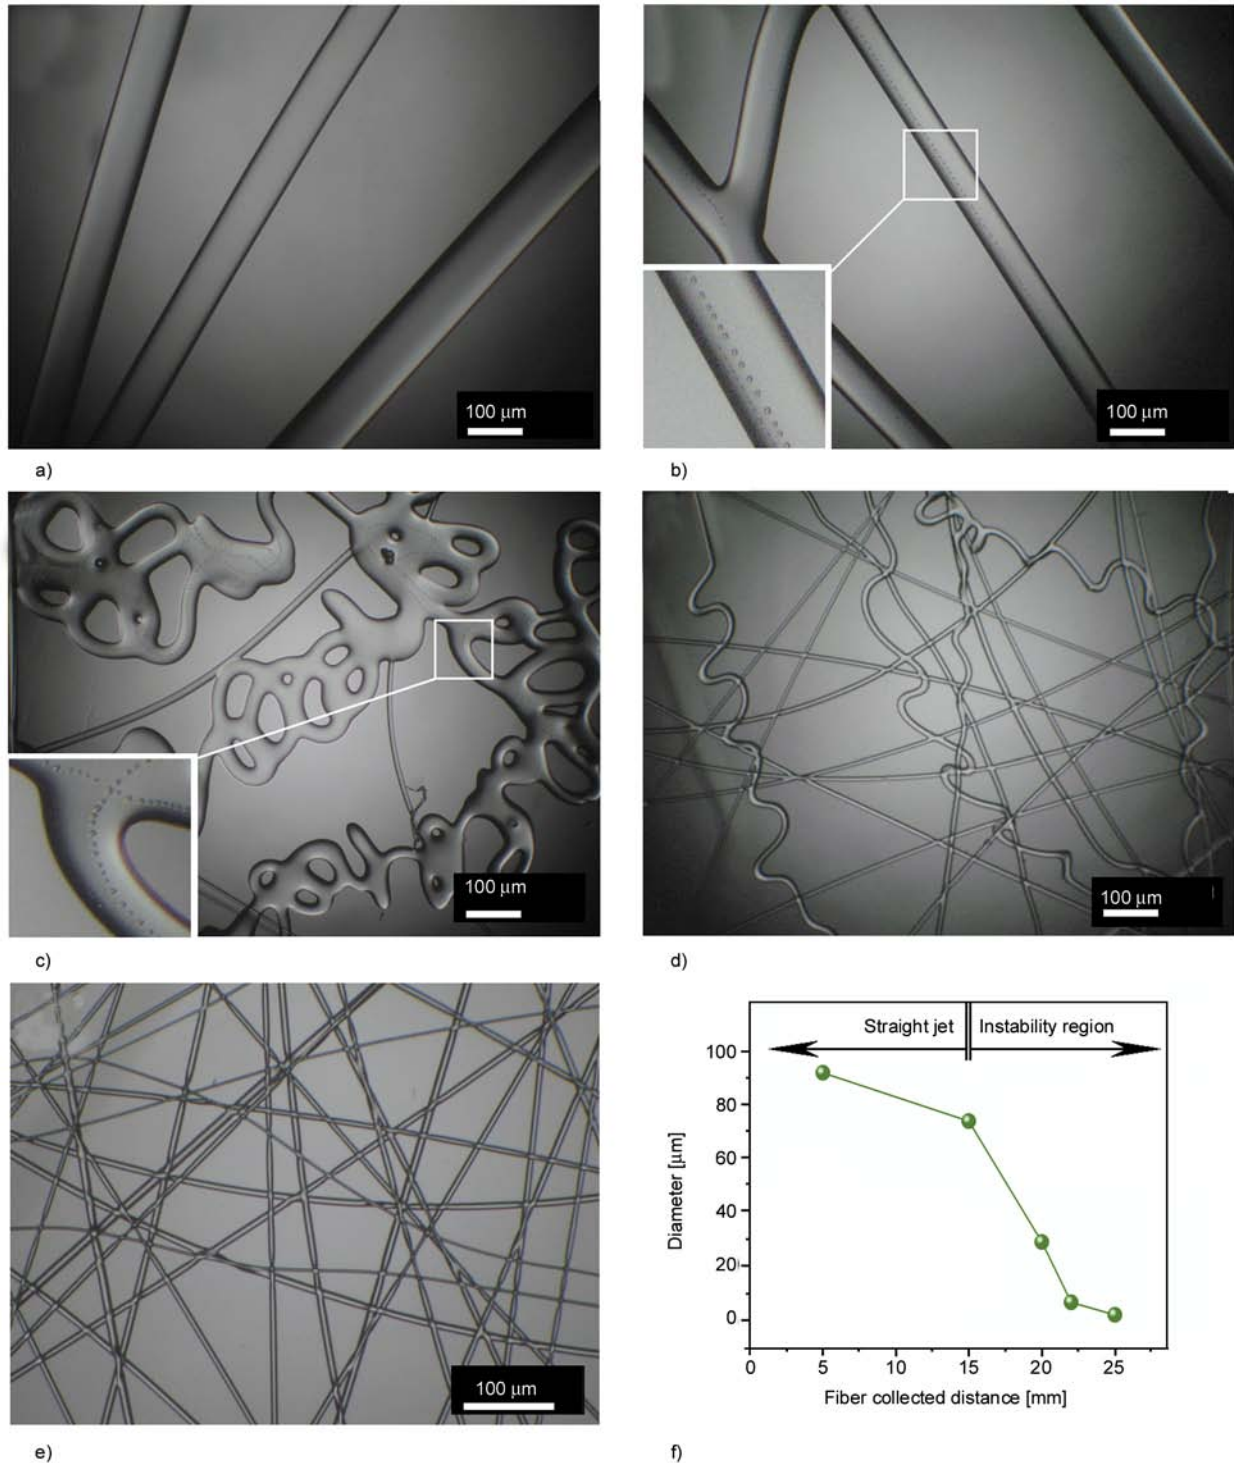 100 μm
100 μm
a)
b)
100 μm
100 μm
c)
d)
100 μm
e)
Straight jet
Instability region
100
80
60
40
20
0
Diameter [μm]
0 5 10 15 20 25
Fiber collected distance [mm]
f)